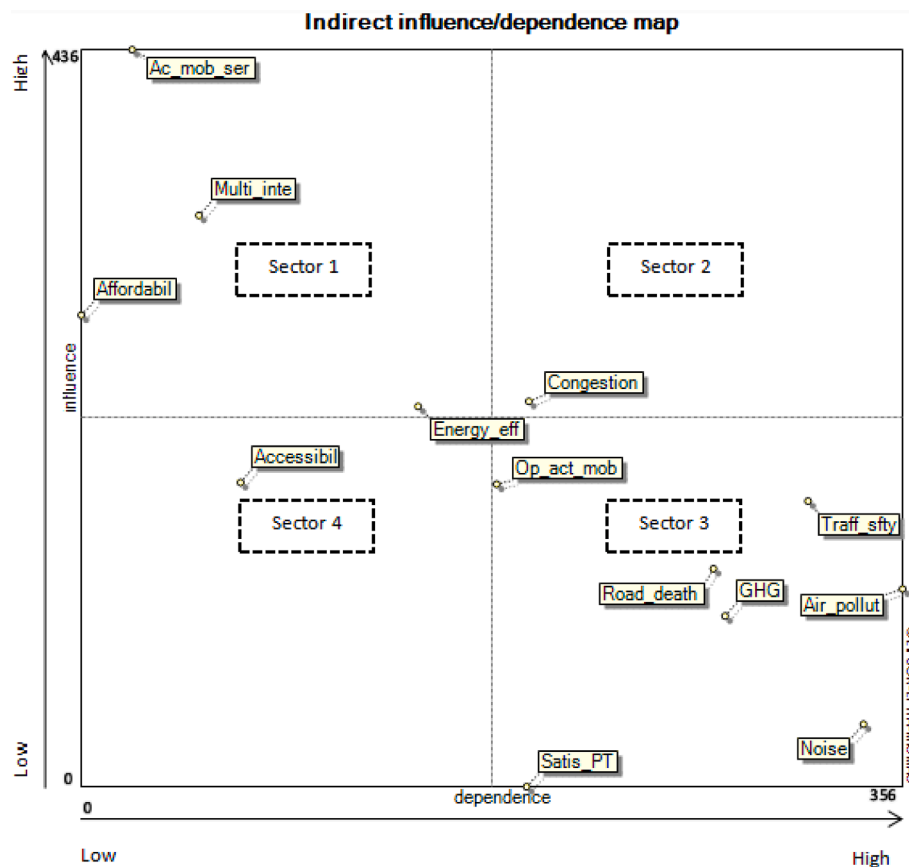 Indirect influence/dependence map
436
High
Ac_mob_ser
Multi_inte
Sector 1
Sector 2
Affordabil
influence
Congestion
Energy_eff
Accessibil
Op_act_mob
Sector 4
Sector 3
Traff_sfty
Road_death
GHG
Air_pollut
Noise
Satis_PT
Low
0
dependence
0
356
Low
High